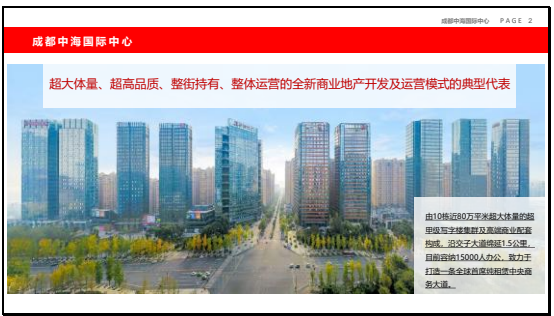 成都中海国际中心 PAGE 2
成都中海国际中心
超大体量、超高品质、整街持有、整体运营的全新商业地产开发及运营模式的典型代表
由10栋近80万平米超大体量的超
甲级写字楼集群及高端商业配套
构成，沿交子大道绵延1.5公里，
目前容纳15000人办公，致力于
打造一条全球首席纯租赁中央商
务大道。